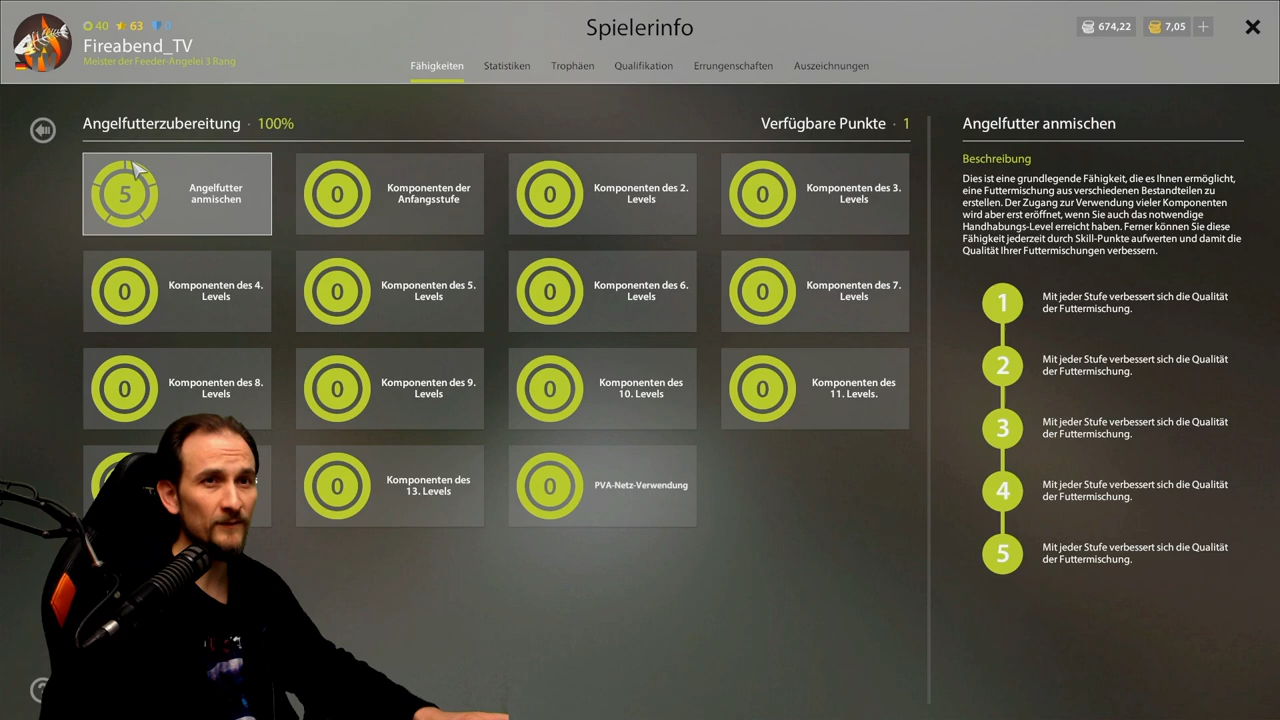 40 63 0
Fireabend_TV
Meister der Feeder-Angelei 3 Rang
Spielerinfo
674,22 7,05
Fähigkeiten Statistiken Trophäen Qualifikation Errungenschaften Auszeichnungen
Angelfutterzubereitung · 100%
Verfügbare Punkte · 1
5 Angelfutter
anmischen
0 Komponenten der
Anfangsstufe
0 Komponenten des 2.
Levels
0 Komponenten des 3.
Levels
0 Komponenten des 4.
Levels
0 Komponenten des 5.
Levels
0 Komponenten des 6.
Levels
0 Komponenten des 7.
Levels
0 Komponenten des 8.
Levels
0 Komponenten des 9.
Levels
0 Komponenten des
10. Levels
0 Komponenten des
11. Levels.
0 Komponenten des
13. Levels
0 PVA-Netz-Verwendung
Angelfutter anmischen
Beschreibung
Dies ist eine grundlegende Fähigkeit, die es Ihnen ermöglicht,
eine Futtermischung aus verschiedenen Bestandteilen zu
erstellen. Der Zugang zur Verwendung vieler Komponenten
wird aber erst eröffnet, wenn Sie auch das notwendige
Handhabungs-Level erreicht haben. Ferner können Sie diese
Fähigkeit jederzeit durch Skill-Punkte aufwerten und damit die
Qualität Ihrer Futtermischungen verbessern.
1 Mit jeder Stufe verbessert sich die Qualität
der Futtermischung.
2 Mit jeder Stufe verbessert sich die Qualität
der Futtermischung.
3 Mit jeder Stufe verbessert sich die Qualität
der Futtermischung.
4 Mit jeder Stufe verbessert sich die Qualität
der Futtermischung.
5 Mit jeder Stufe verbessert sich die Qualität
der Futtermischung.